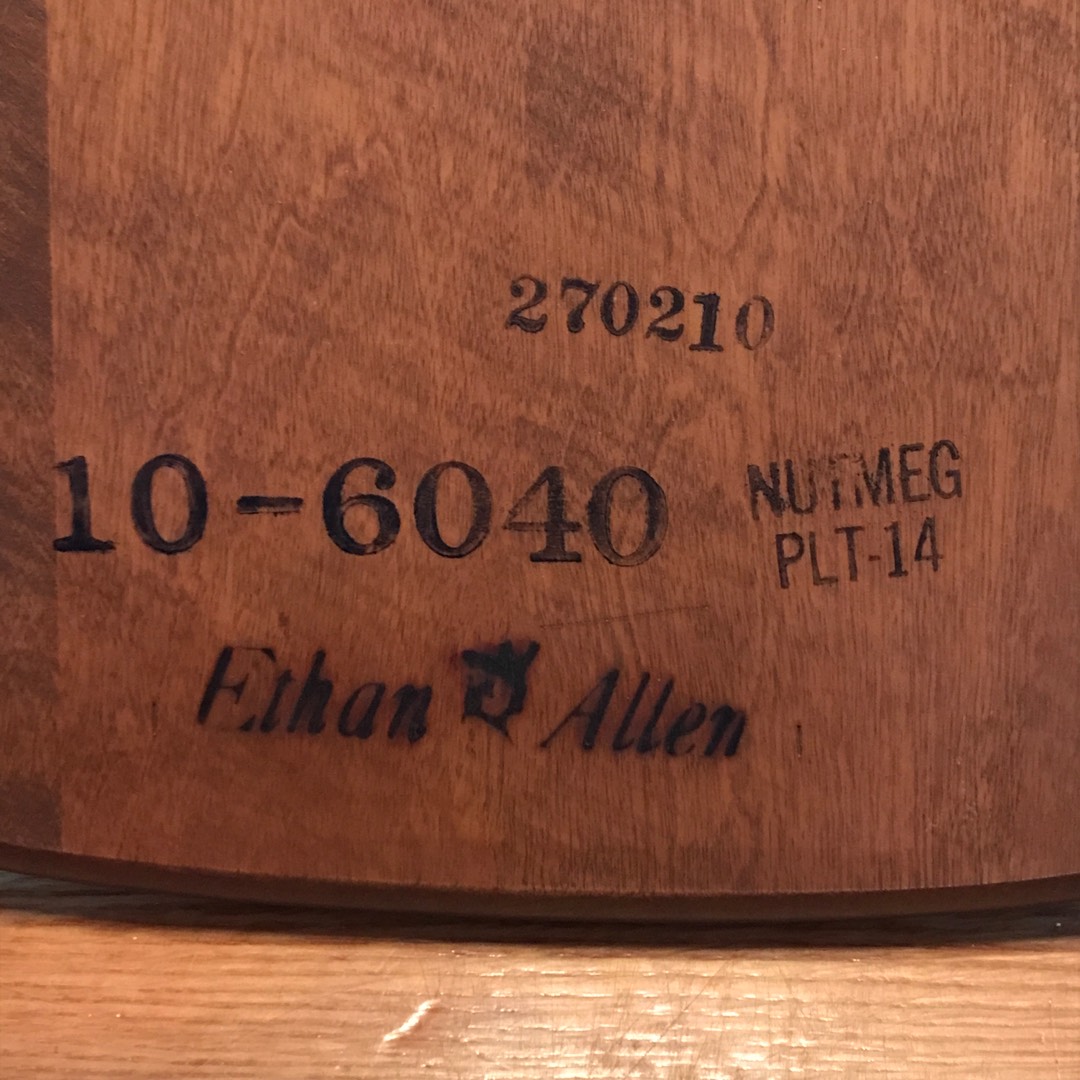 270210
10-6040
NUTMEG
PLT-14
Ethan Allen